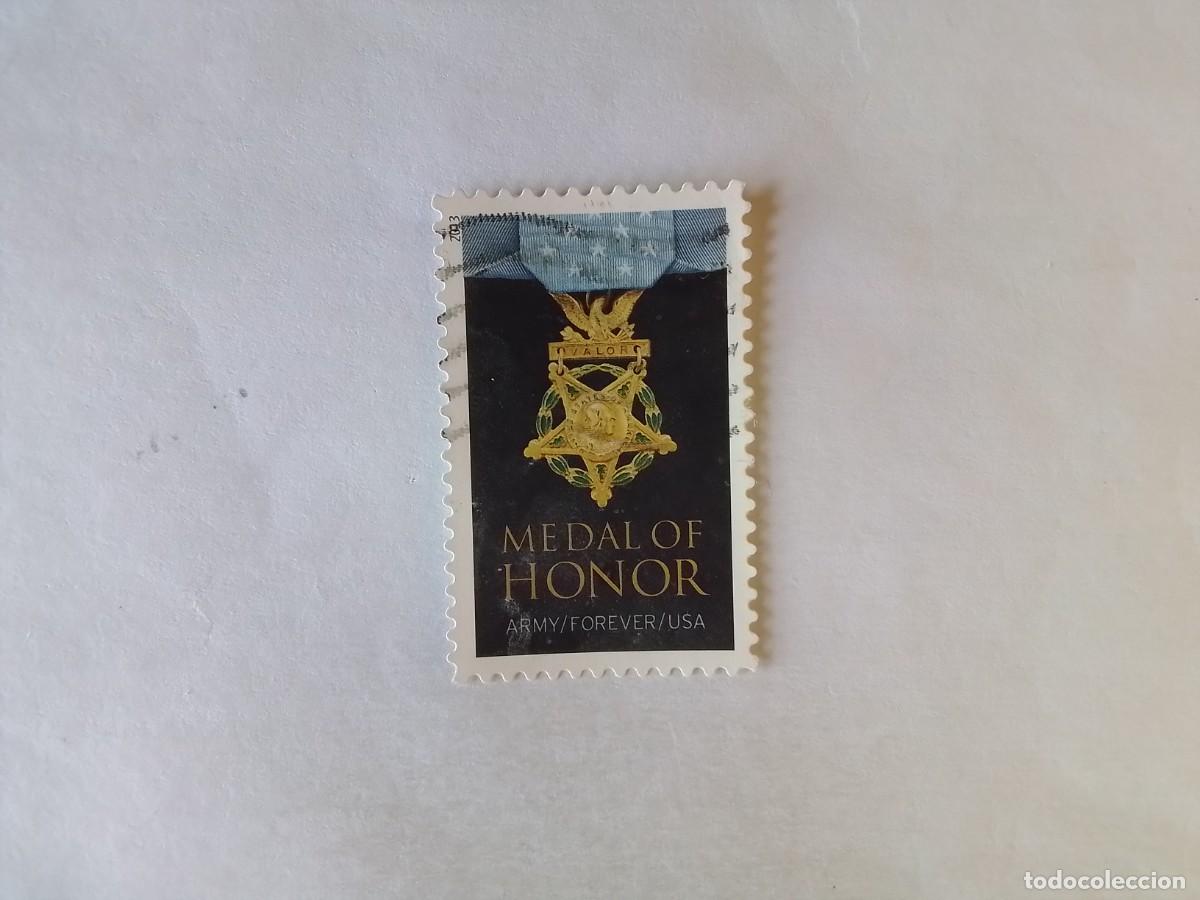 2013
VALOR
MEDAL OF
HONOR
ARMY/FOREVER/USA
todocoleccion